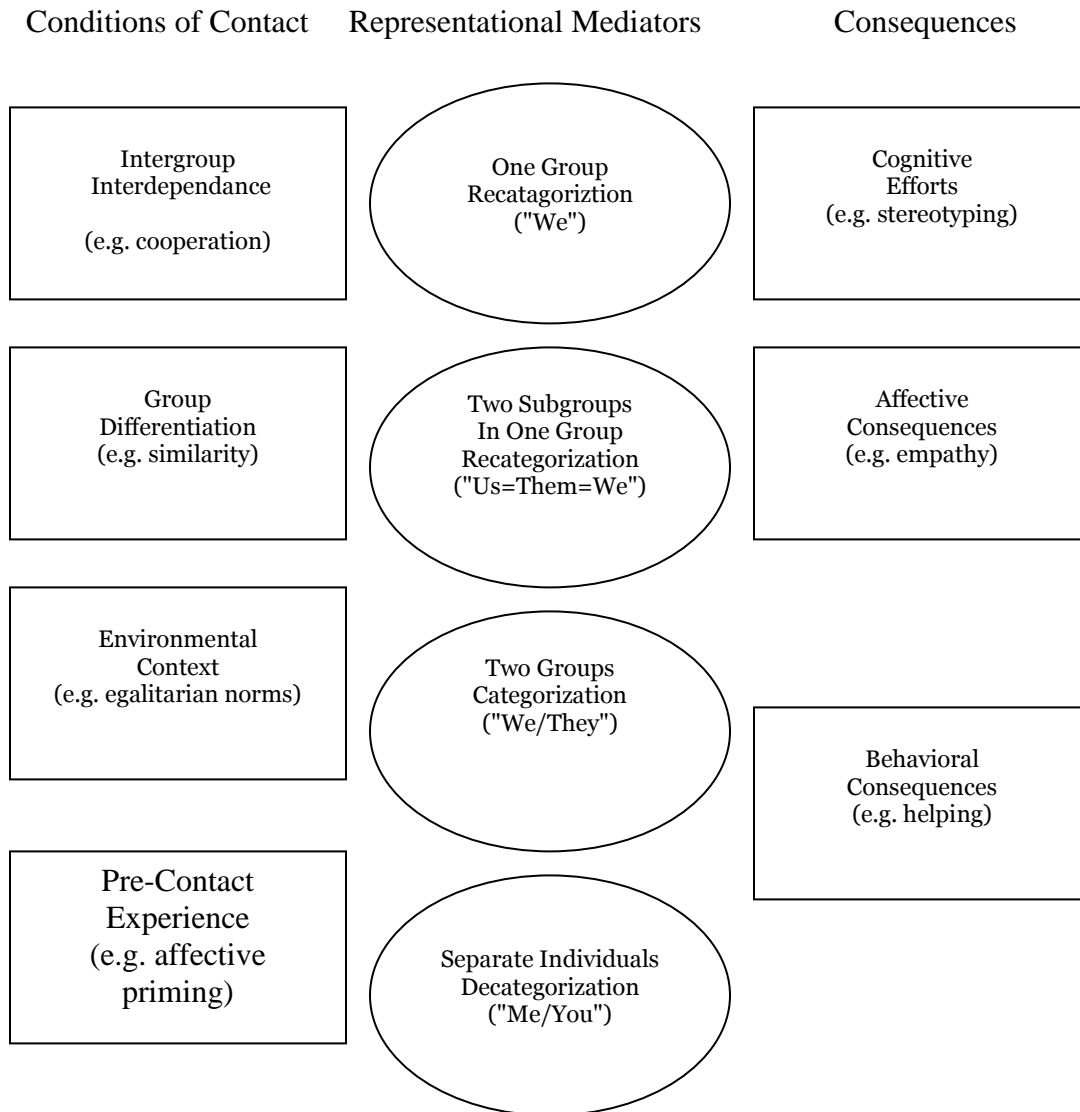 Conditions of Contact
Representational Mediators
Consequences
Intergroup
Interdependance
(e.g. cooperation)
Group
Differentiation
(e.g. similarity)
Environmental
Context
(e.g. egalitarian norms)
Pre-Contact
Experience
(e.g. affective
priming)
One Group
Recatagoriztion
("We")
Two Subgroups
In One Group
Recategorization
("Us=Them=We")
Two Groups
Categorization
("We/They")
Separate Individuals
Decategorization
("Me/You")
Cognitive
Efforts
(e.g. stereotyping)
Affective
Consequences
(e.g. empathy)
Behavioral
Consequences
(e.g. helping)